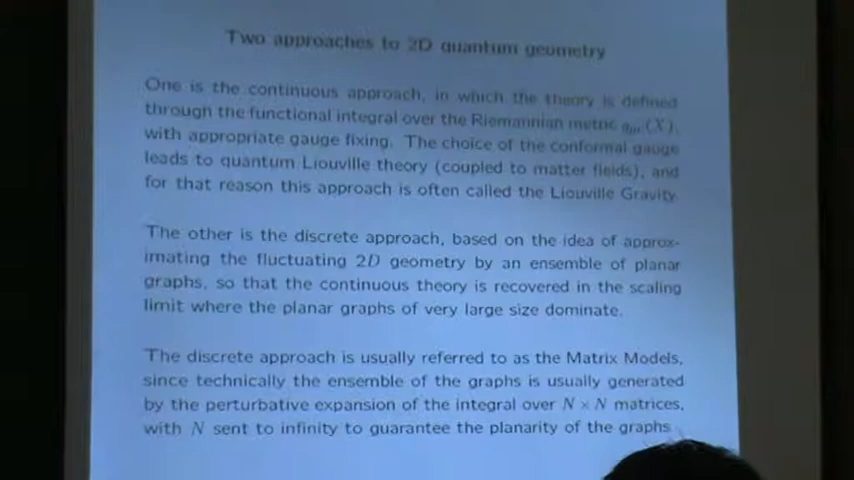 Two approaches to 2D quantum geometry
One is the continuous approach, in which the theory is defined
through the functional integral over the Riemannian metric g_{μν}(X),
with appropriate gauge fixing. The choice of the conformal gauge
leads to quantum Liouville theory (coupled to matter fields), and
for that reason this approach is often called the Liouville Gravity.
The other is the discrete approach, based on the idea of approx-
imating the fluctuating 2D geometry by an ensemble of planar
graphs, so that the continuous theory is recovered in the scaling
limit where the planar graphs of very large size dominate.
The discrete approach is usually referred to as the Matrix Models,
since technically the ensemble of the graphs is usually generated
by the perturbative expansion of the integral over N × N matrices,
with N sent to infinity to guarantee the planarity of the graphs